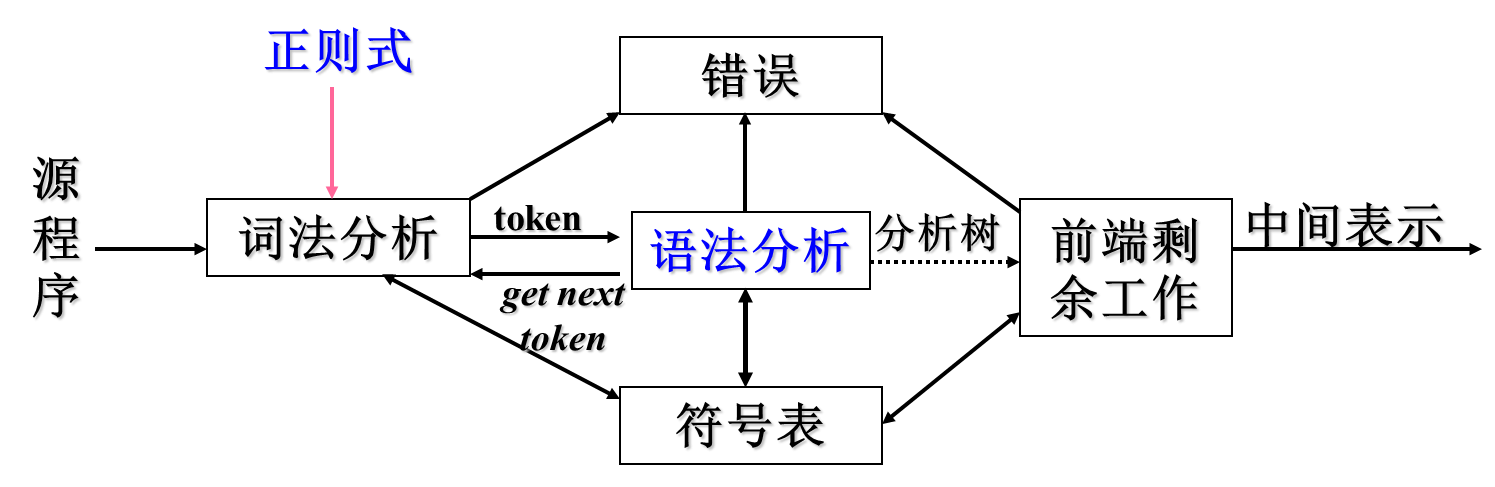 正则式
错误
源
程
序
词法分析
token
get next
token
语法分析
分析树
前端剩
余工作
中间表示
符号表